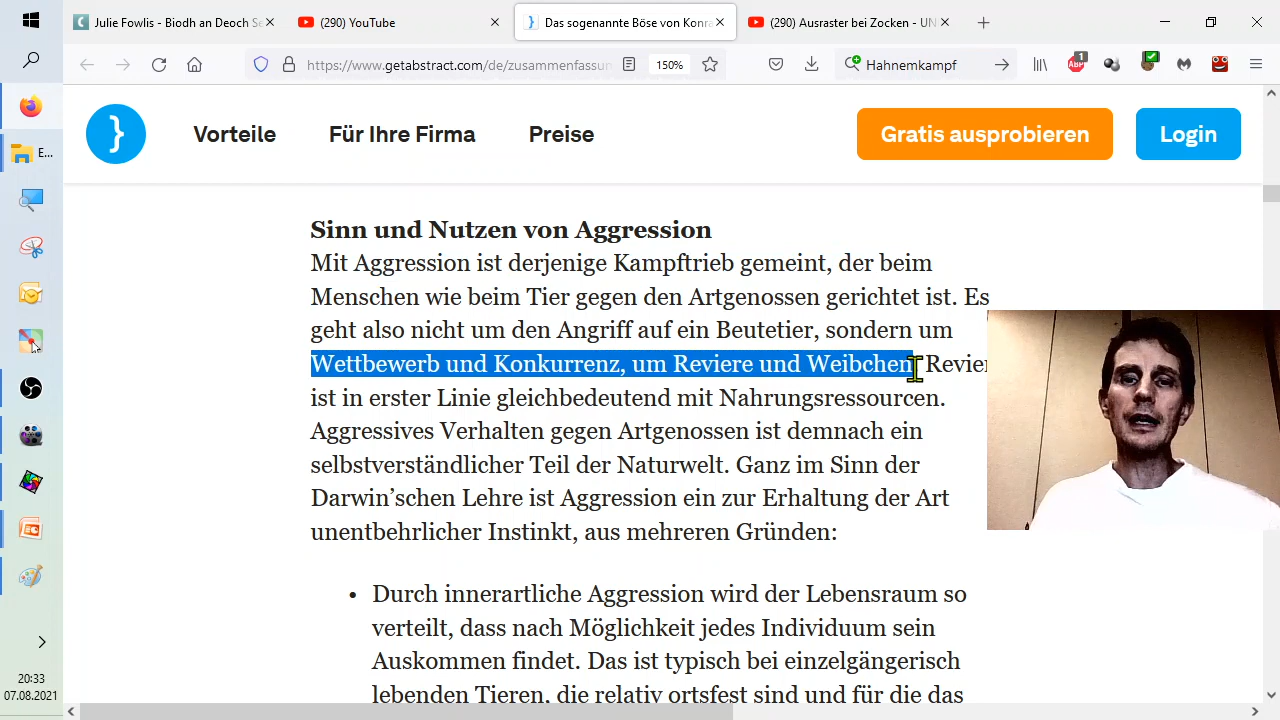 Julie Fowlis - Biodh an Deoch Se
(290) YouTube
Das sogenannte Böse von Konra
(290) Ausraster bei Zocken - UN
https://www.getabstract.com/de/zusammenfassun
150%
Hahnemkampf
1
ABP
E...
}
Vorteile
Für Ihre Firma
Preise
Gratis ausprobieren
Login
Sinn und Nutzen von Aggression
Mit Aggression ist derjenige Kampftrieb gemeint, der beim
Menschen wie beim Tier gegen den Artgenossen gerichtet ist. Es
geht also nicht um den Angriff auf ein Beutetier, sondern um
Wettbewerb und Konkurrenz, um Reviere und Weibchen. Revier
ist in erster Linie gleichbedeutend mit Nahrungsressourcen.
Aggressives Verhalten gegen Artgenossen ist demnach ein
selbstverständlicher Teil der Naturwelt. Ganz im Sinn der
Darwin’schen Lehre ist Aggression ein zur Erhaltung der Art
unentbehrlicher Instinkt, aus mehreren Gründen:
• Durch innerartliche Aggression wird der Lebensraum so
verteilt, dass nach Möglichkeit jedes Individuum sein
Auskommen findet. Das ist typisch bei einzelgängerisch
lebenden Tieren, die relativ ortsfest sind und für die das
20:33
07.08.2021